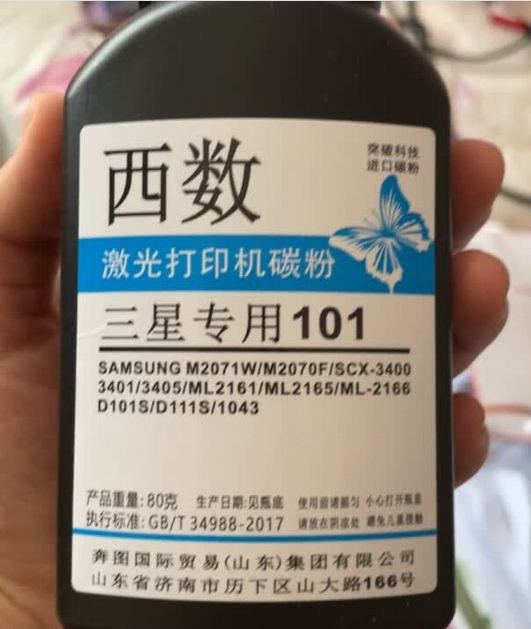 西数
突破科技
进口碳粉
激光打印机碳粉
三星专用101
SAMSUNG M2071W/M2070F/SCX-3400
3401/3405/ML2161/ML2165/ML-2166
D101S/D111S/1043
产品重量: 80克 生产日期:见瓶底 使用前请摇匀 小心打开瓶盖
执行标准: GB/T 34988-2017 请放在阴凉处 避免儿童接触
奔图国际贸易(山东)集团有限公司
山东省济南市历下区山大路166号